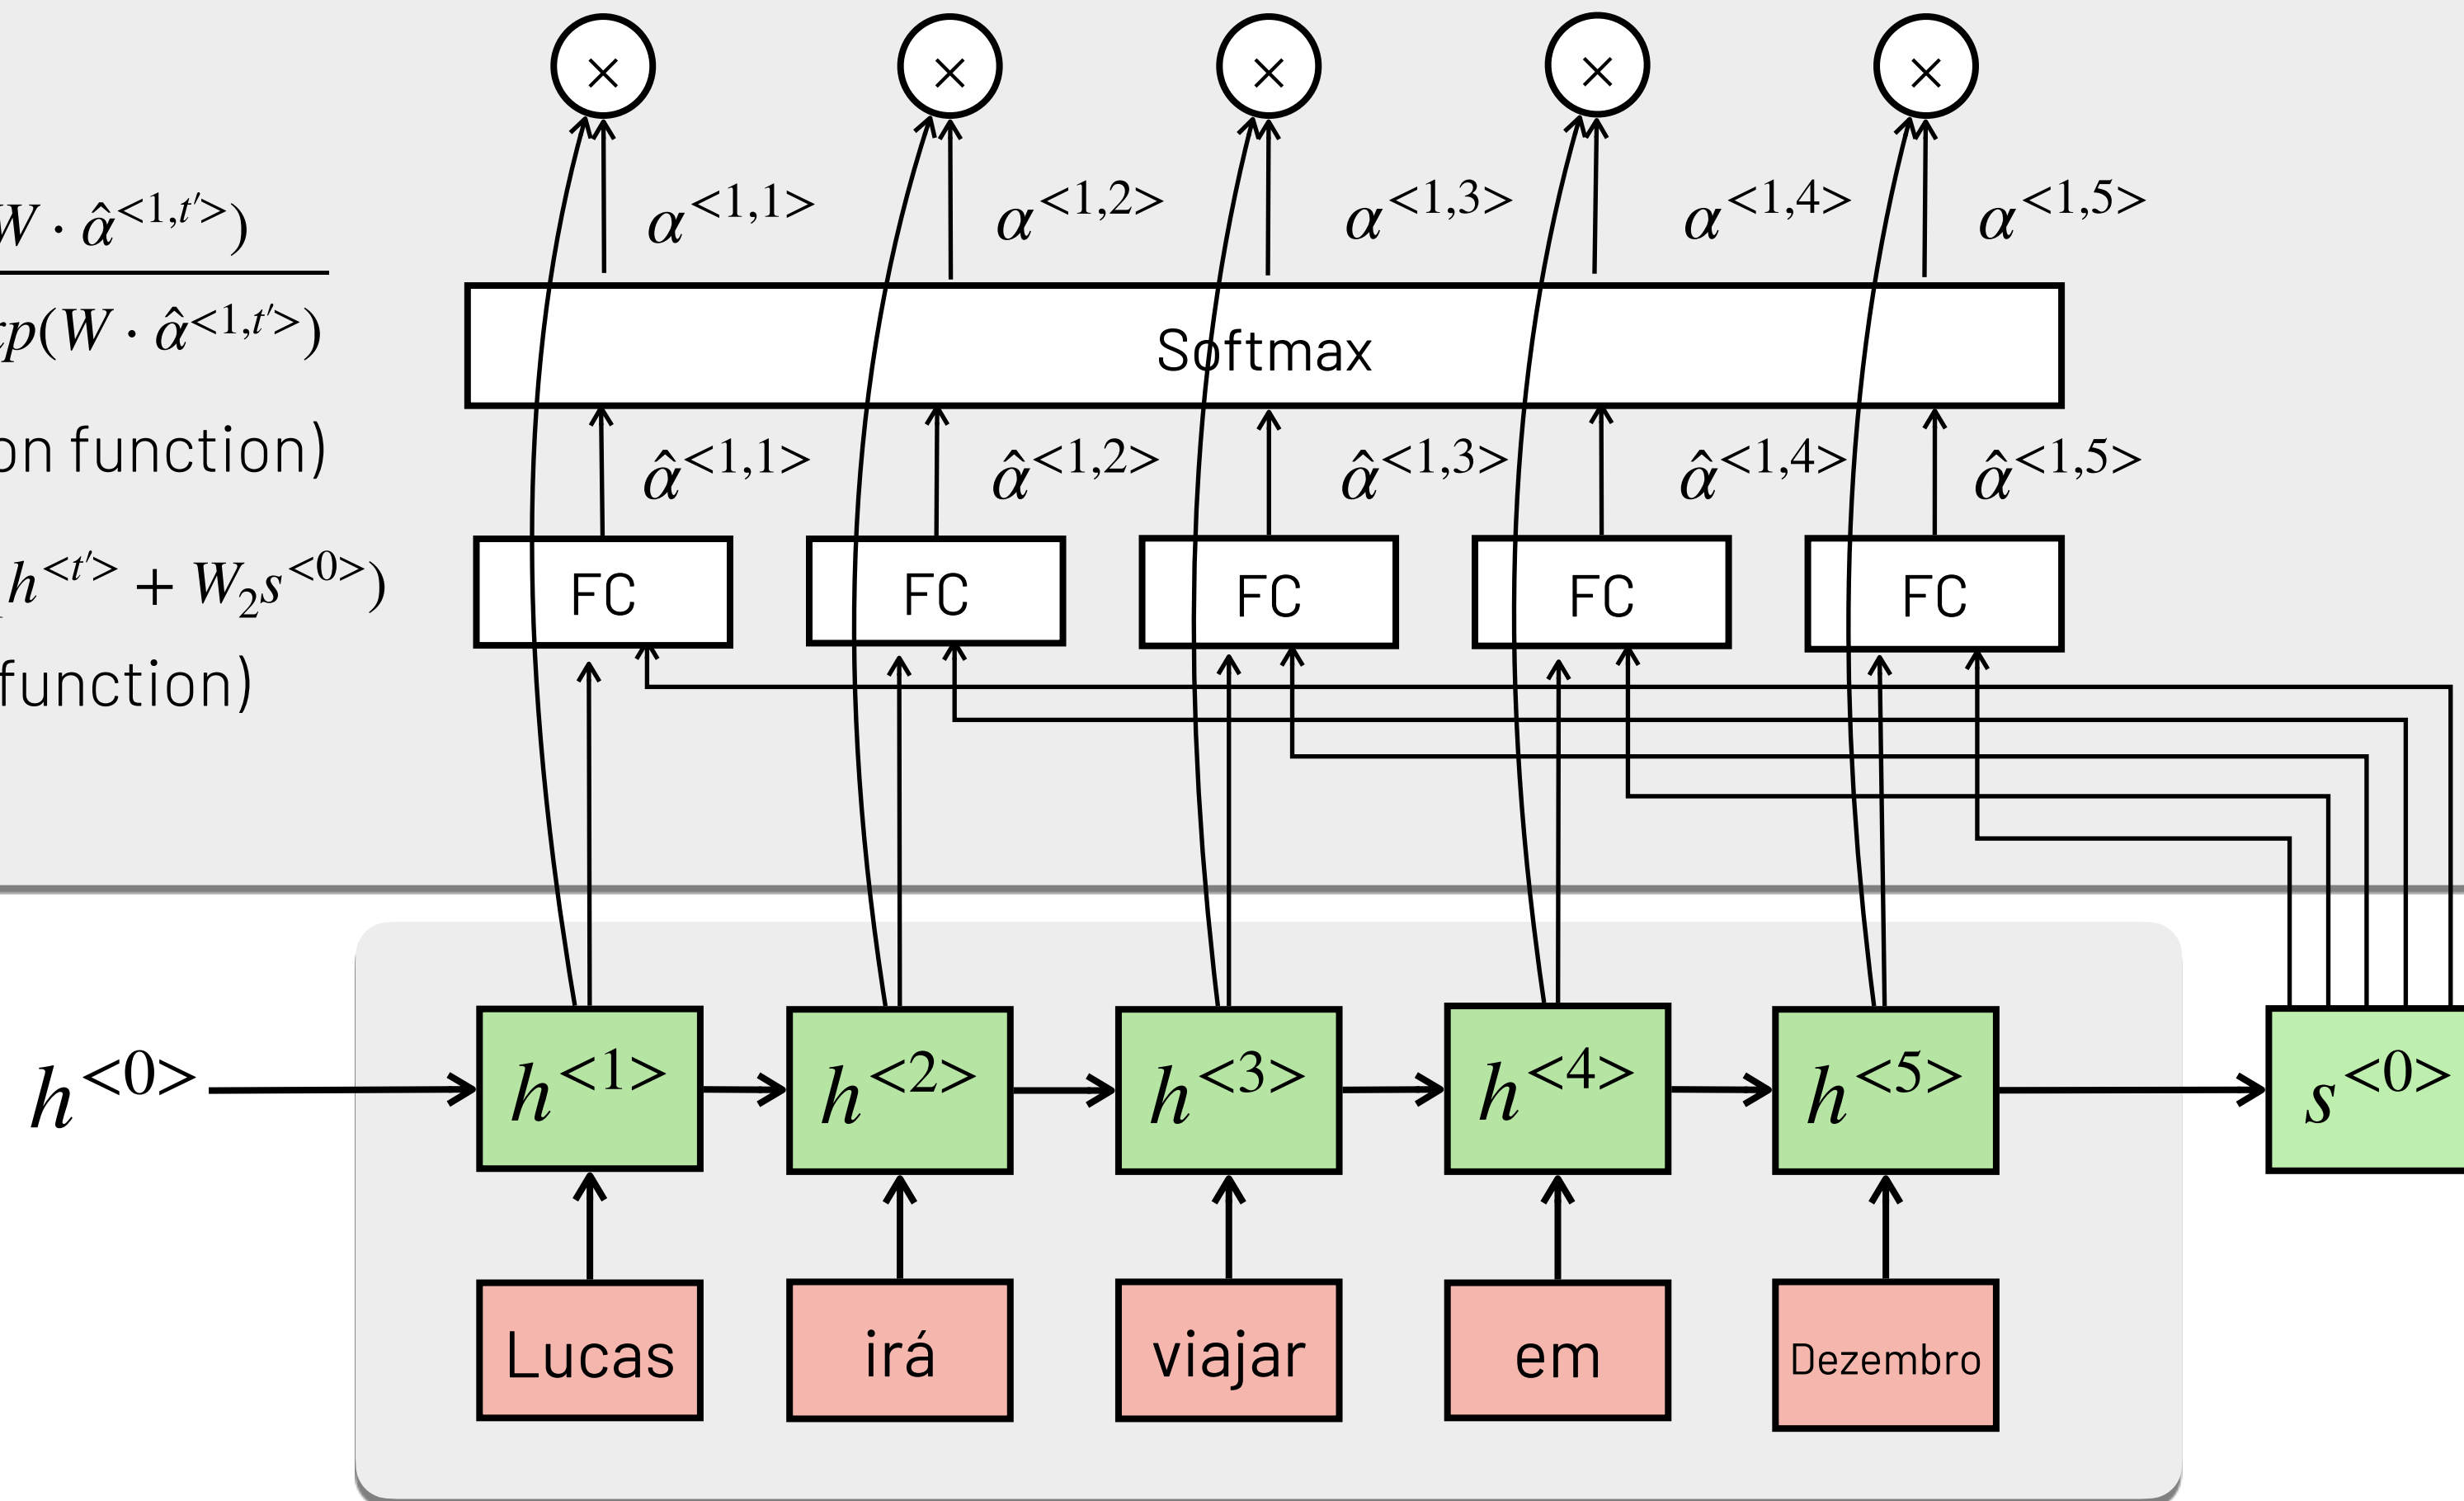 × × × × ×
α<1,1> α<1,2> α<1,3> α<1,4> α<1,5>
W · α̂<1,t′>)
p(W · α̂<1,t′>)
Softmax
on function)
α̂<1,1> α̂<1,2> α̂<1,3> α̂<1,4> α̂<1,5>
h<t′> + W₂s<0>)
FC FC FC FC FC
function)
h<0> h<1> h<2> h<3> h<4> h<5> s<0>
Lucas irá viajar em Dezembro